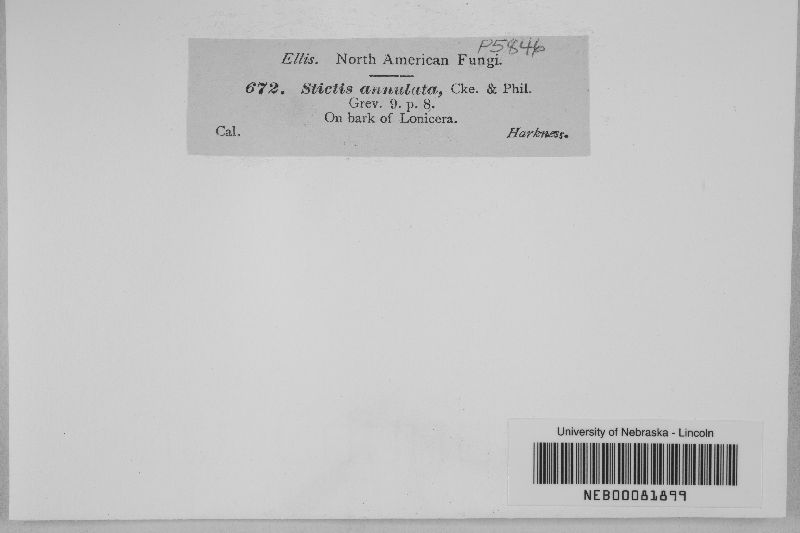 P5846
Ellis. North American Fungi.
672. Stictis annulata, Cke. & Phil.
Grev. 9. p. 8.
On bark of Lonicera.
Cal. Harkness.
University of Nebraska - Lincoln
NEB00081899